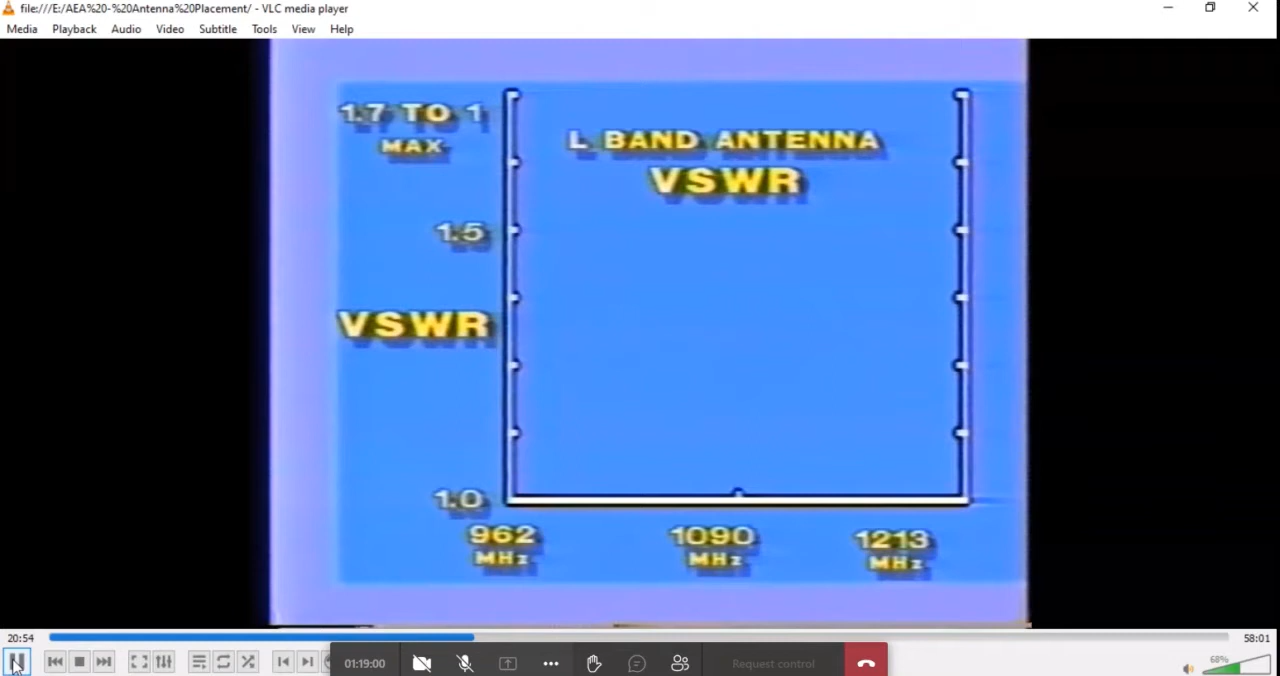 file:///E:/AEA%20-%20Antenna%20Placement/ - VLC media player
Media Playback Audio Video Subtitle Tools View Help
1.7 TO 1
MAX
L BAND ANTENNA
VSWR
1.5
VSWR
1.0
962 1090 1213
MHz MHz MHz
20:54 58:01
01:19:00 Request control 68%